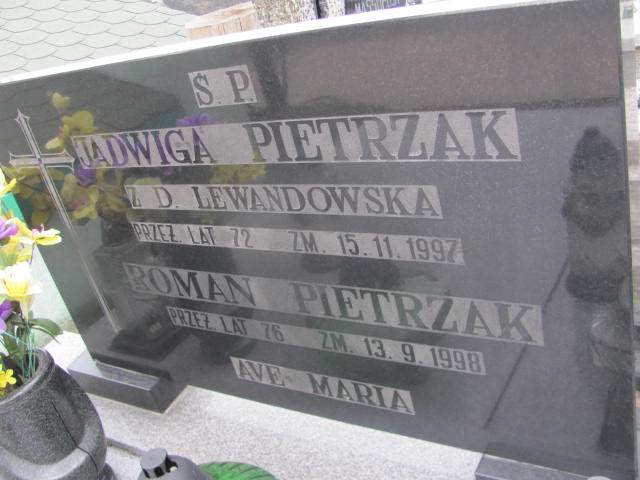 Ś. P.
JADWIGA PIETRZAK
Z D. LEWANDOWSKA
PRZEŻ. LAT 72 ZM. 15.11.1997
ROMAN PIETRZAK
PRZEŻ. LAT 76 ZM. 13.9.1998
AVE MARIA